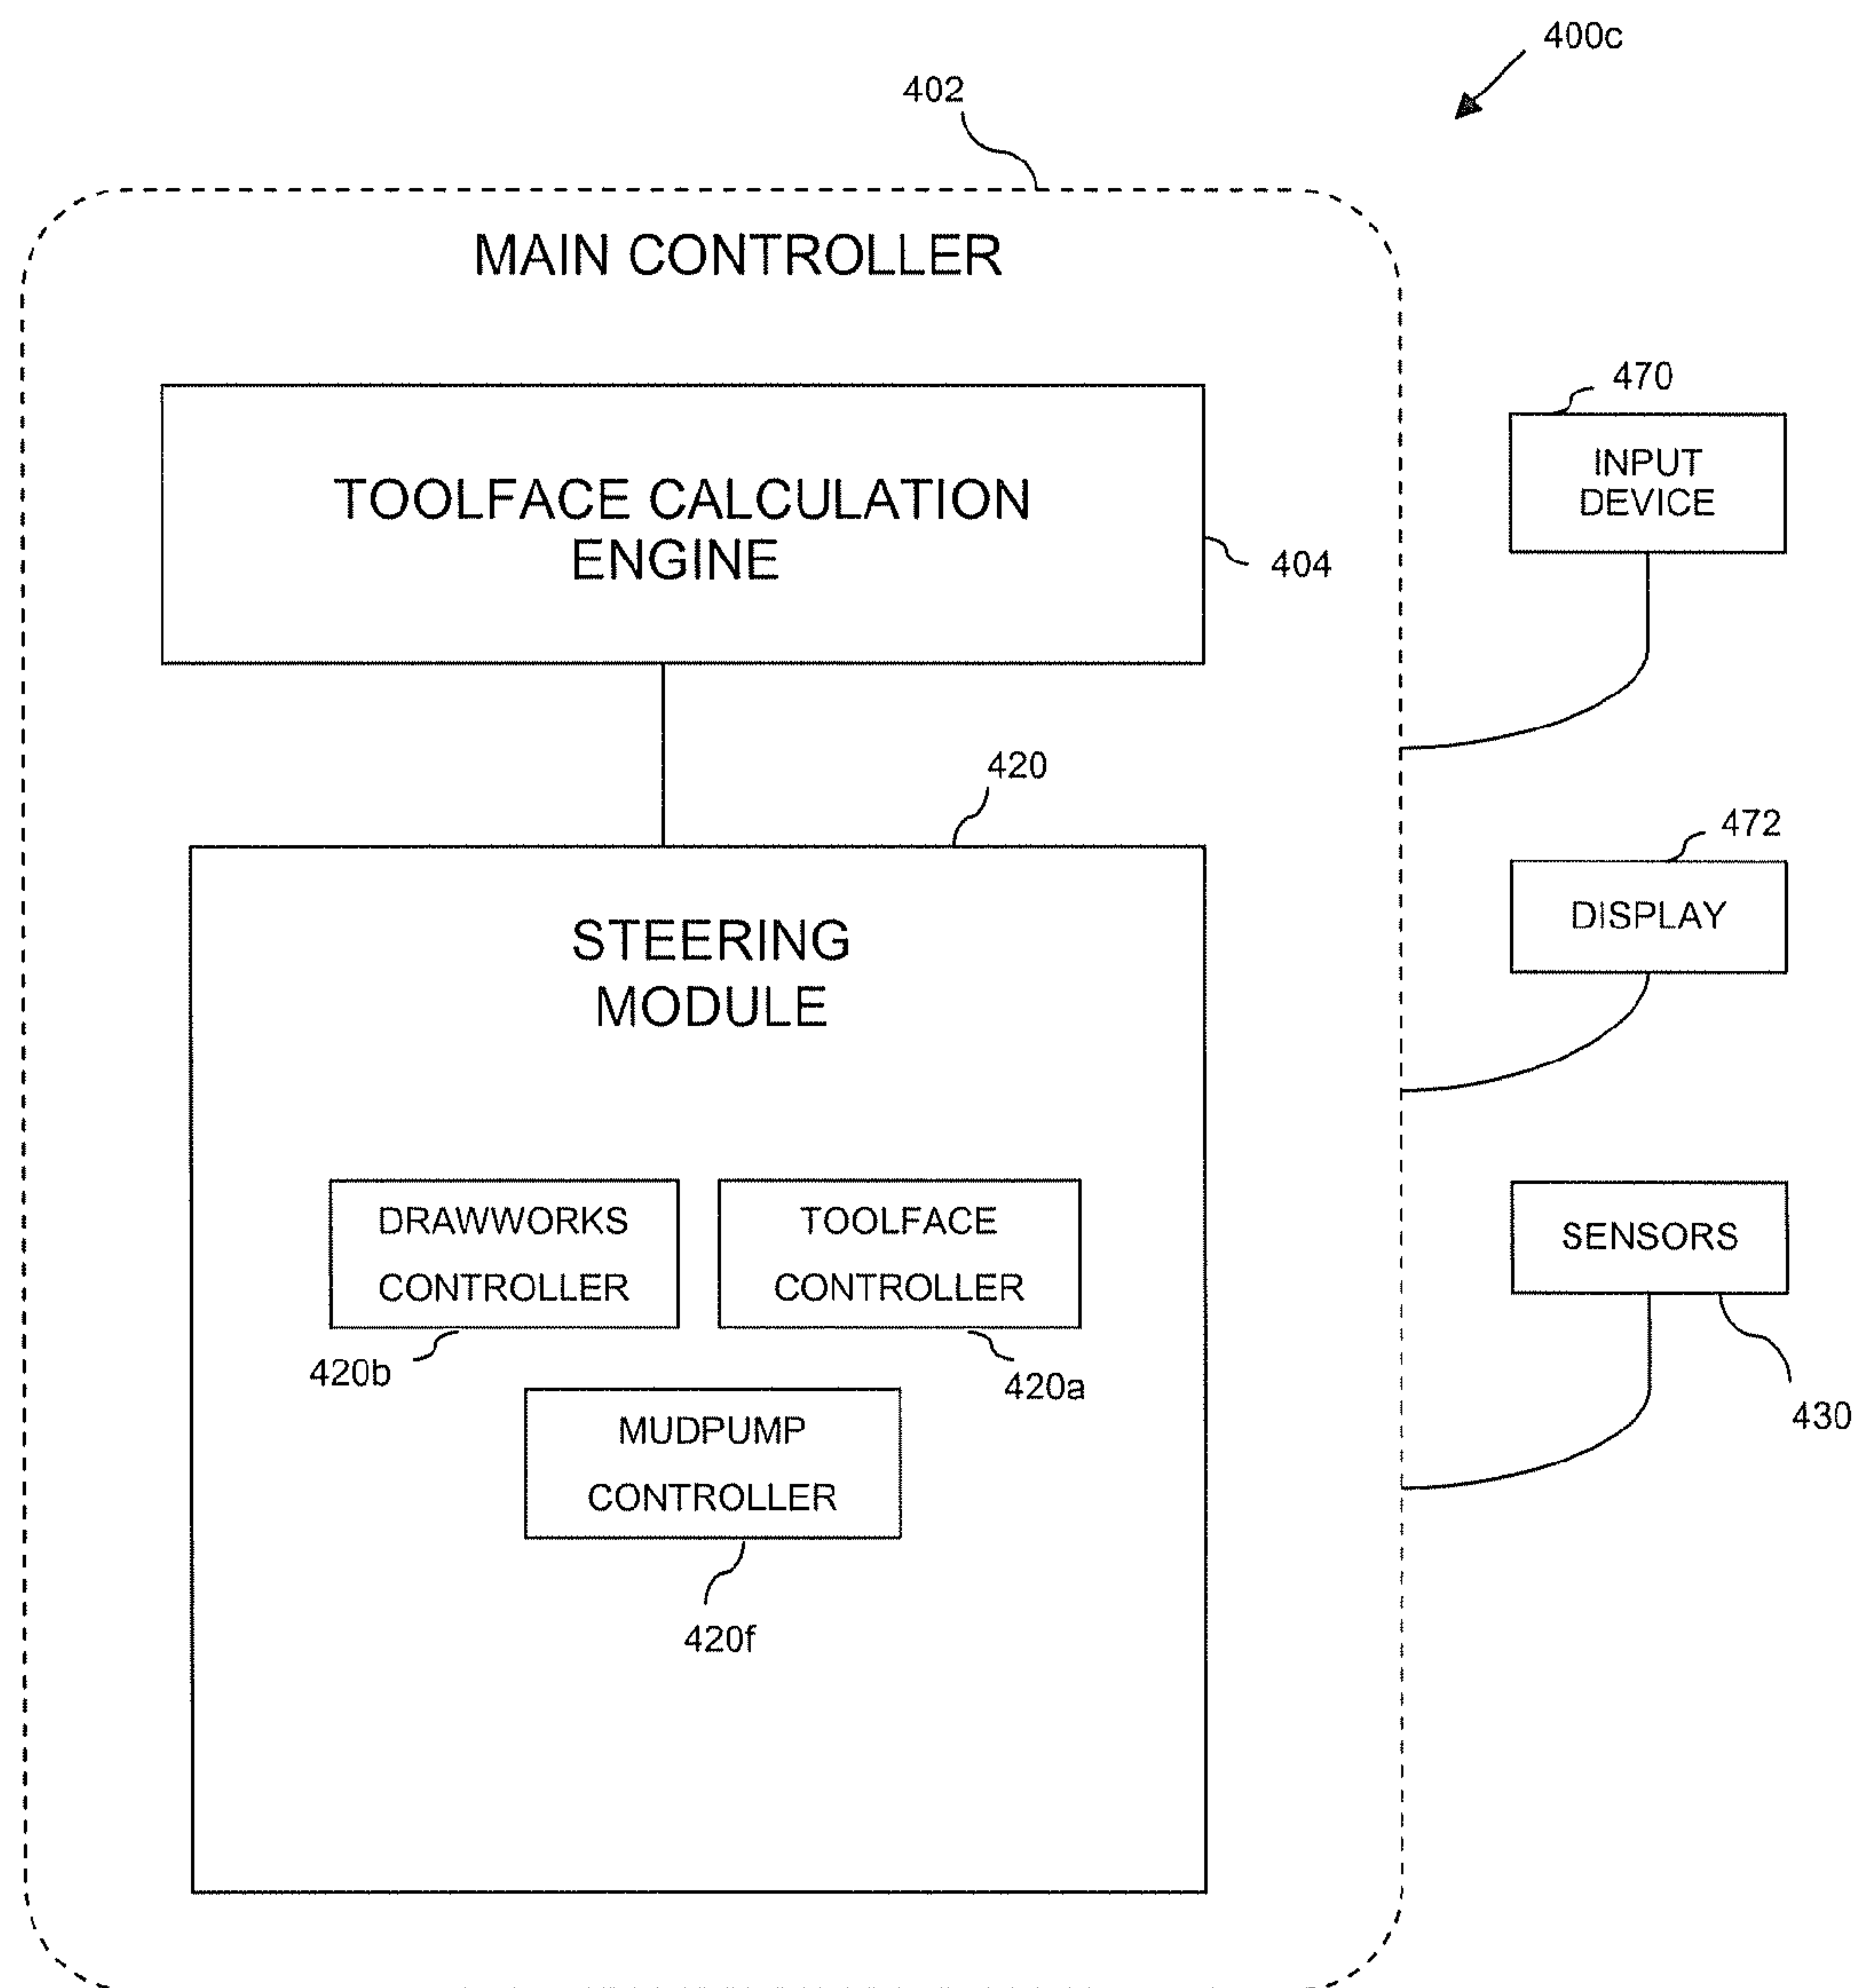 400c
402
MAIN CONTROLLER
470
INPUT
DEVICE
TOOLFACE CALCULATION
ENGINE
404
420
472
DISPLAY
STEERING
MODULE
DRAWWORKS
CONTROLLER
TOOLFACE
CONTROLLER
SENSORS
420b
420a
430
MUDPUMP
CONTROLLER
420f